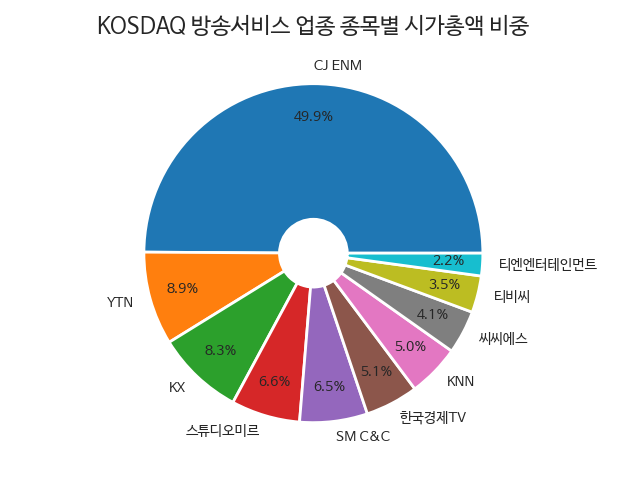 KOSDAQ 방송서비스 업종 종목별 시가총액 비중
CJ ENM
49.9%
YTN
8.9%
KX
8.3%
스튜디오미르
6.6%
SM C&C
6.5%
한국경제TV
5.1%
KNN
5.0%
씨씨에스
4.1%
티비씨
3.5%
티엔엔터테인먼트
2.2%